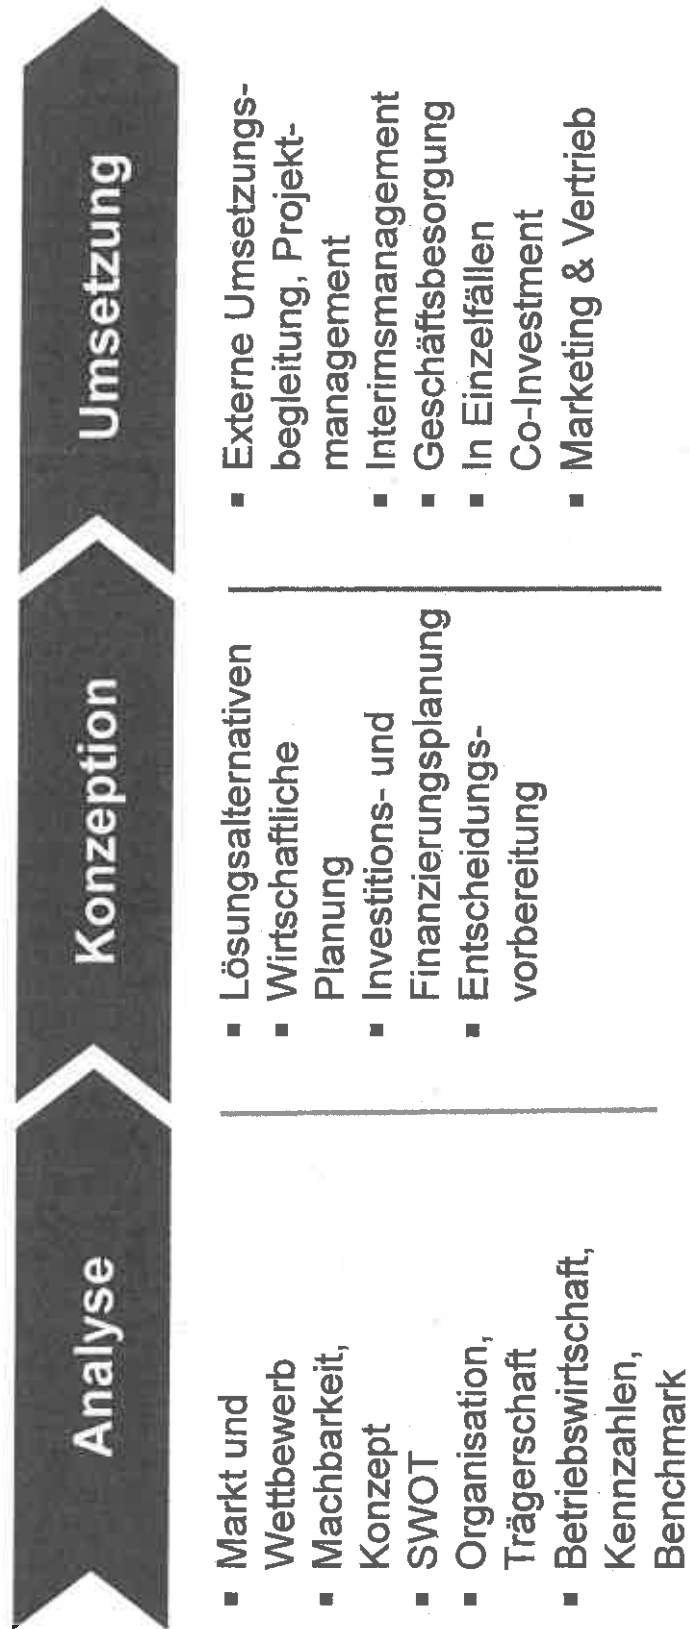 Analyse
Markt und
Wettbewerb
Machbarkeit,
Konzept
SWOT
Organisation,
Trägerschaft
Betriebswirtschaft,
Kennzahlen,
Benchmark
Konzeption
Lösungsalternativen
Wirtschaftliche
Planung
Investitions- und
Finanzierungsplanung
Entscheidungs-
vorbereitung
Umsetzung
Externe Umsetzungs-
begleitung, Projekt-
management
Interimsmanagement
Geschäftsbesorgung
In Einzelfällen
Co-Investment
Marketing & Vertrieb